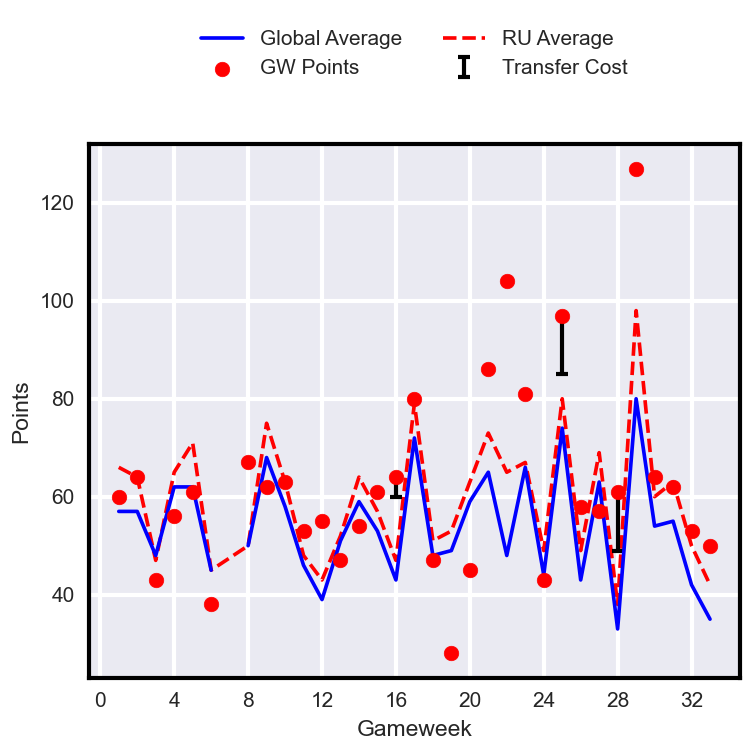 Global Average RU Average
GW Points Transfer Cost
120
100
80
60
40
Points
0 4 8 12 16 20 24 28 32
Gameweek